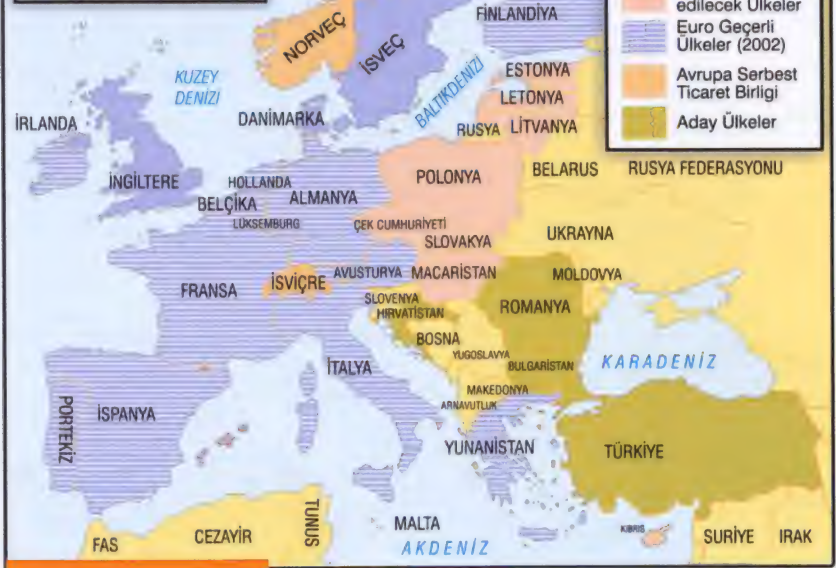 edilecek Ülkeler
Euro Geçerli
Ülkeler (2002)
Avrupa Serbest
Ticaret Birliği
Aday Ülkeler
FİNLANDİYA
NORVEÇ
İSVEÇ
KUZEY
DENİZİ
BALTIKDENİZİ
ESTONYA
LETONYA
RUSYA
LİTVANYA
İRLANDA
DANİMARKA
İNGİLTERE
HOLLANDA
BELÇİKA
ALMANYA
LÜKSEMBURG
POLONYA
BELARUS
RUSYA FEDERASYONU
ÇEK CUMHURİYETİ
SLOVAKYA
UKRAYNA
FRANSA
İSVİÇRE
AVUSTURYA
MACARİSTAN
MOLDOVYA
SLOVENYA
HIRVATİSTAN
ROMANYA
BOSNA
YUGOSLAVYA
BULGARİSTAN
KARADENİZ
İTALYA
MAKEDONYA
ARNAVUTLUK
PORTEKİZ
İSPANYA
YUNANİSTAN
TÜRKİYE
FAS
CEZAYİR
TUNUS
MALTA
AKDENİZ
KIBRIS
SURİYE
IRAK